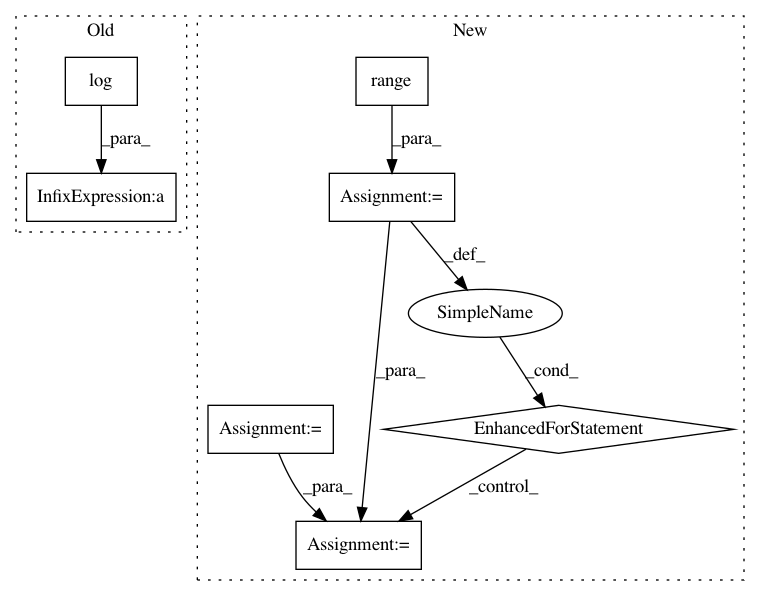 Old
New
log
range
_para_
_para_
InfixExpression:a
Assignment:=
_def_
SimpleName
_para_
_cond_
Assignment:=
EnhancedForStatement
_para_
_control_
Assignment:=